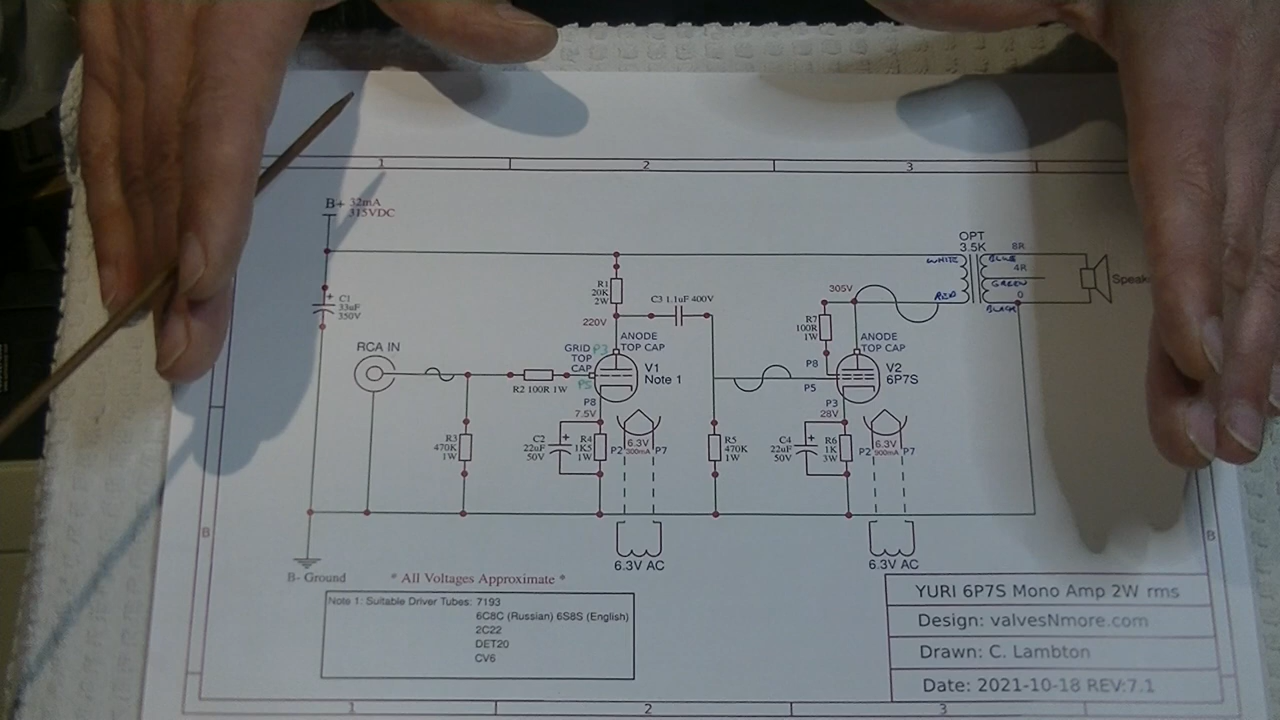 1 2 3
B+ 32mA
315VDC
OPT
3.5K
8R
WHITE BLUE
4R
GREEN
RED 0
BLACK
+ C1
33uF
350V
R1
20K
2W
C3 1.1uF 400V
220V
305V
R7
100R
1W
RCA IN
GRID P3
TOP
CAP
P5
ANODE
TOP CAP
V1
Note 1
R2 100R 1W
P8
7.5V
ANODE
TOP CAP
V2
6P7S
P8
P5
P3
28V
R3
470K
1W
C2
22uF
50V
+
R4
1K5
1W
P2 6.3V P7
300mA
R5
470K
1W
C4
22uF
50V
+
R6
1K
3W
P2 6.3V P7
900mA
B B
6.3V AC 6.3V AC
B- Ground
* All Voltages Approximate *
Note 1: Suitable Driver Tubes: 7193
6C8C (Russian) 6S8S (English)
2C22
DET20
CV6
YURI 6P7S Mono Amp 2W rms
Design: valvesNmore.com
Drawn: C. Lambton
Date: 2021-10-18 REV:7.1
1 2 3